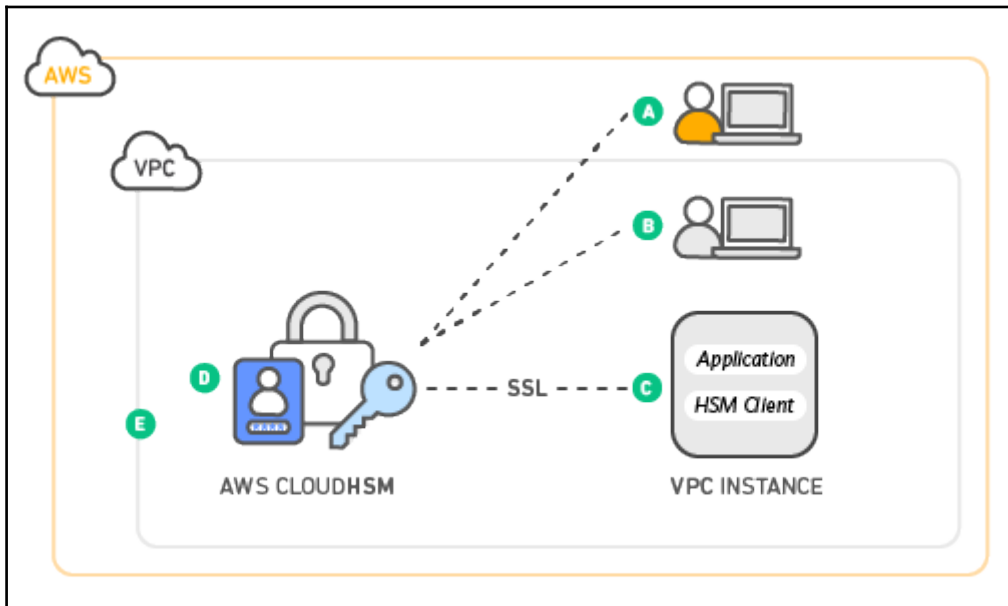 AWS
A
VPC
B
Application
D
SSL
C
HSM Client
E
AWS CLOUDHSM
VPC INSTANCE